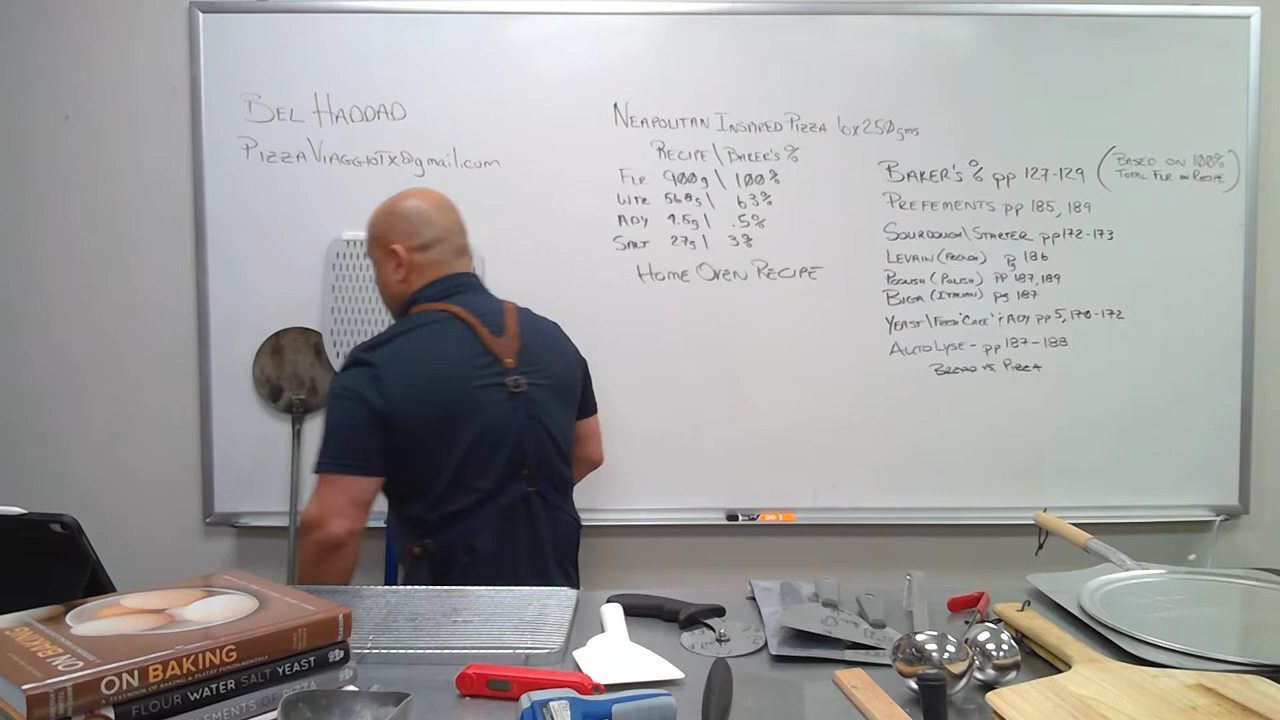 BEL HADDAD
PIZZAVIAGGIOTX@gmail.com
NEAPOLITAN INSPIRED PIZZA 6x250gms
RECIPE \ BAKER'S %
FLR 900g \ 100%
WTR 568g \ 63%
ADY 4.5g \ .5%
SALT 27g \ 3%
HOME OVEN RECIPE
BAKER'S % pp 127-129 (BASED ON 100%
TOTAL FLR IN RECIPE)
PREFEMENTS pp 185, 189
SOURDOUGH \ STARTER pp 172-173
LEVAIN (FRENCH) Pg 186
POOLISH (POLISH) PP 187, 189
BIGA (ITALIAN) PG 187
YEAST \ FRESH "CAKE" & ADY pp 5, 170-172
AUTOLYSE - pp 187-188
BREAD VS PIZZA
ON BAKING
ON BAKING
FLOUR WATER SALT YEAST
ELEMENTS OF PIZZA